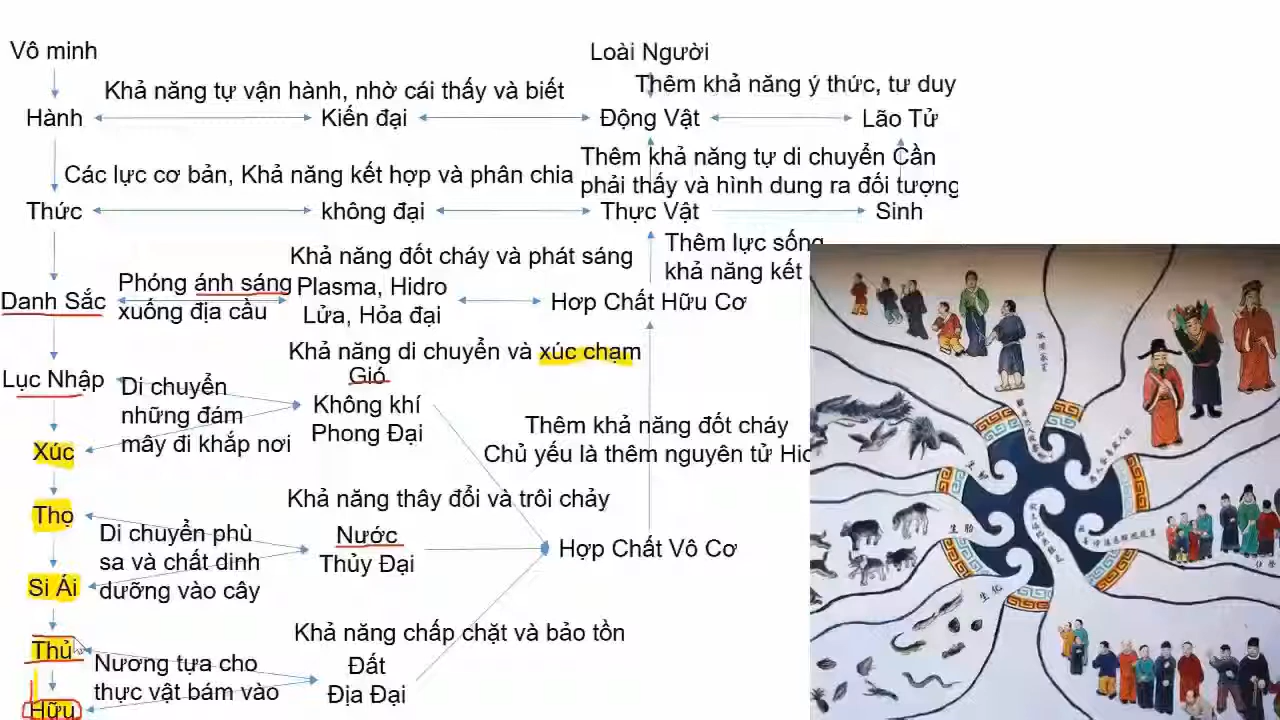 Vô minh
Loài Người
Khả năng tự vận hành, nhờ cái thấy và biết
Thêm khả năng ý thức, tư duy
Hành
Kiến đại
Động Vật
Lão Tử
Các lực cơ bản, Khả năng kết hợp và phân chia
Thêm khả năng tự di chuyển Cần
phải thấy và hình dung ra đối tượng
Thức
không đại
Thực Vật
Sinh
Khả năng đốt cháy và phát sáng
Thêm lực sống
khả năng kết
Danh Sắc
Phóng ánh sáng
xuống địa cầu
Plasma, Hidro
Lửa, Hỏa đại
Hơp Chất Hữu Cơ
Khả năng di chuyển và xúc chạm
Lục Nhập
Di chuyển
những đám
mây đi khắp nơi
Gió
Không khí
Phong Đại
Xúc
Thêm khả năng đốt cháy
Chủ yếu là thêm nguyên tử Hid
Khả năng thây đổi và trôi chảy
Thọ
Di chuyển phù
sa và chất dinh
dưỡng vào cây
Nước
Thủy Đại
Hợp Chất Vô Cơ
Si Ái
Khả năng chấp chặt và bảo tồn
Thủ
Nương tựa cho
thực vật bám vào
Đất
Địa Đại
Hữu
胎生
化生